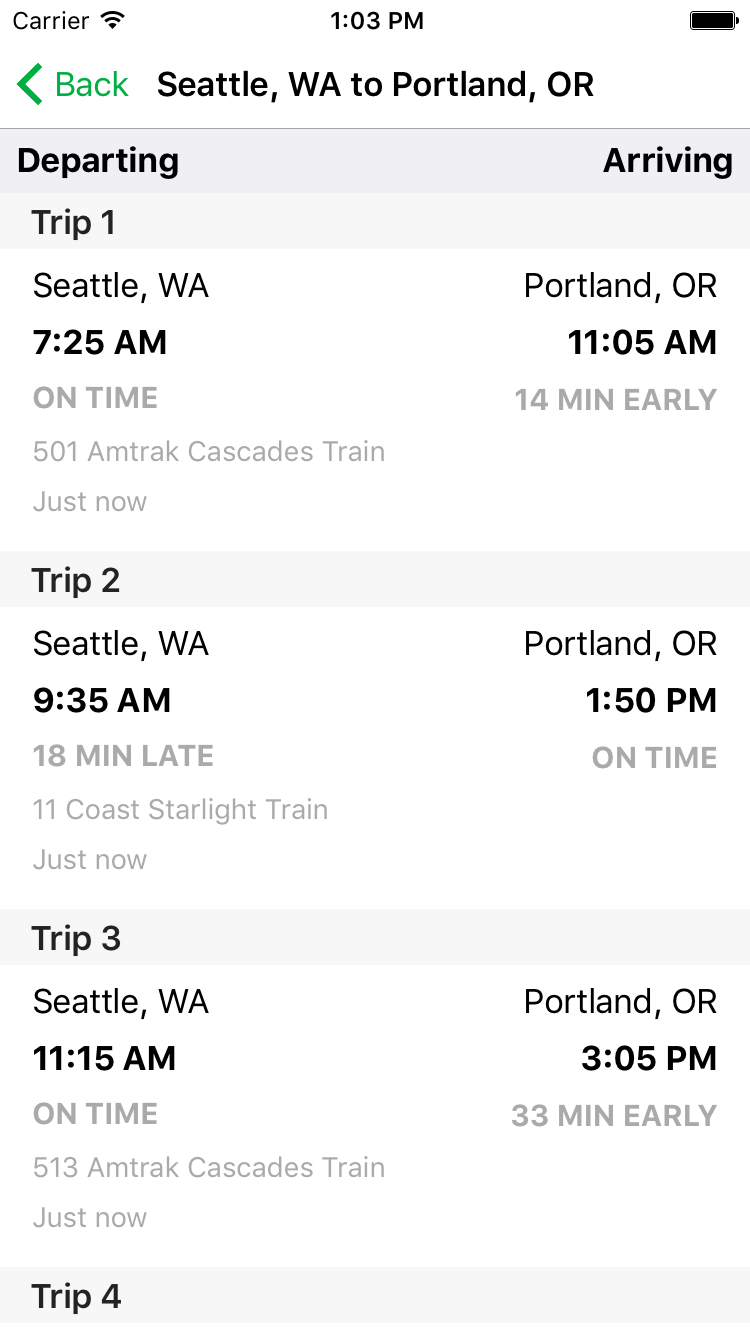 Carrier 1:03 PM
Back Seattle, WA to Portland, OR
Departing Arriving
Trip 1
Seattle, WA Portland, OR
7:25 AM 11:05 AM
ON TIME 14 MIN EARLY
501 Amtrak Cascades Train
Just now
Trip 2
Seattle, WA Portland, OR
9:35 AM 1:50 PM
18 MIN LATE ON TIME
11 Coast Starlight Train
Just now
Trip 3
Seattle, WA Portland, OR
11:15 AM 3:05 PM
ON TIME 33 MIN EARLY
513 Amtrak Cascades Train
Just now
Trip 4